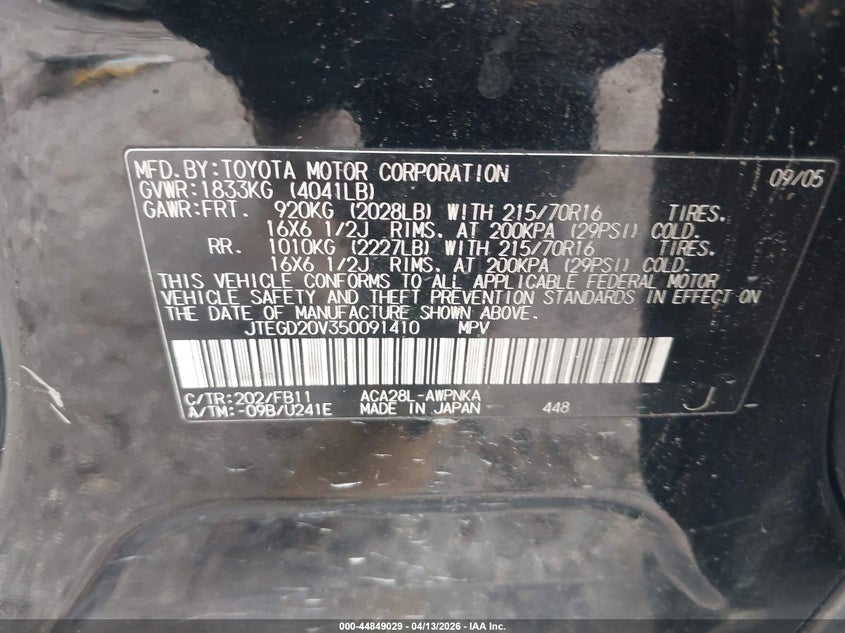 MFD.BY:TOYOTA MOTOR CORPORATION 09/05
GVWR:1833KG (4041LB)
GAWR:FRT. 920KG (2028LB) WITH 215/70R16 TIRES.
16X6 1/2J RIMS. AT 200KPA (29PSI) COLD.
RR. 1010KG (2227LB) WITH 215/70R16 TIRES.
16X6 1/2J RIMS. AT 200KPA (29PSI) COLD.
THIS VEHICLE CONFORMS TO ALL APPLICABLE FEDERAL MOTOR
VEHICLE SAFETY AND THEFT PREVENTION STANDARDS IN EFFECT ON
THE DATE OF MANUFACTURE SHOWN ABOVE.
JTEGD20V350091410 MPV
C/TR:202/FB11 ACA28L-AWPNKA
A/TM:-09B/U241E MADE IN JAPAN 448 J
000-44849029 - 04/13/2026 - IAA Inc.